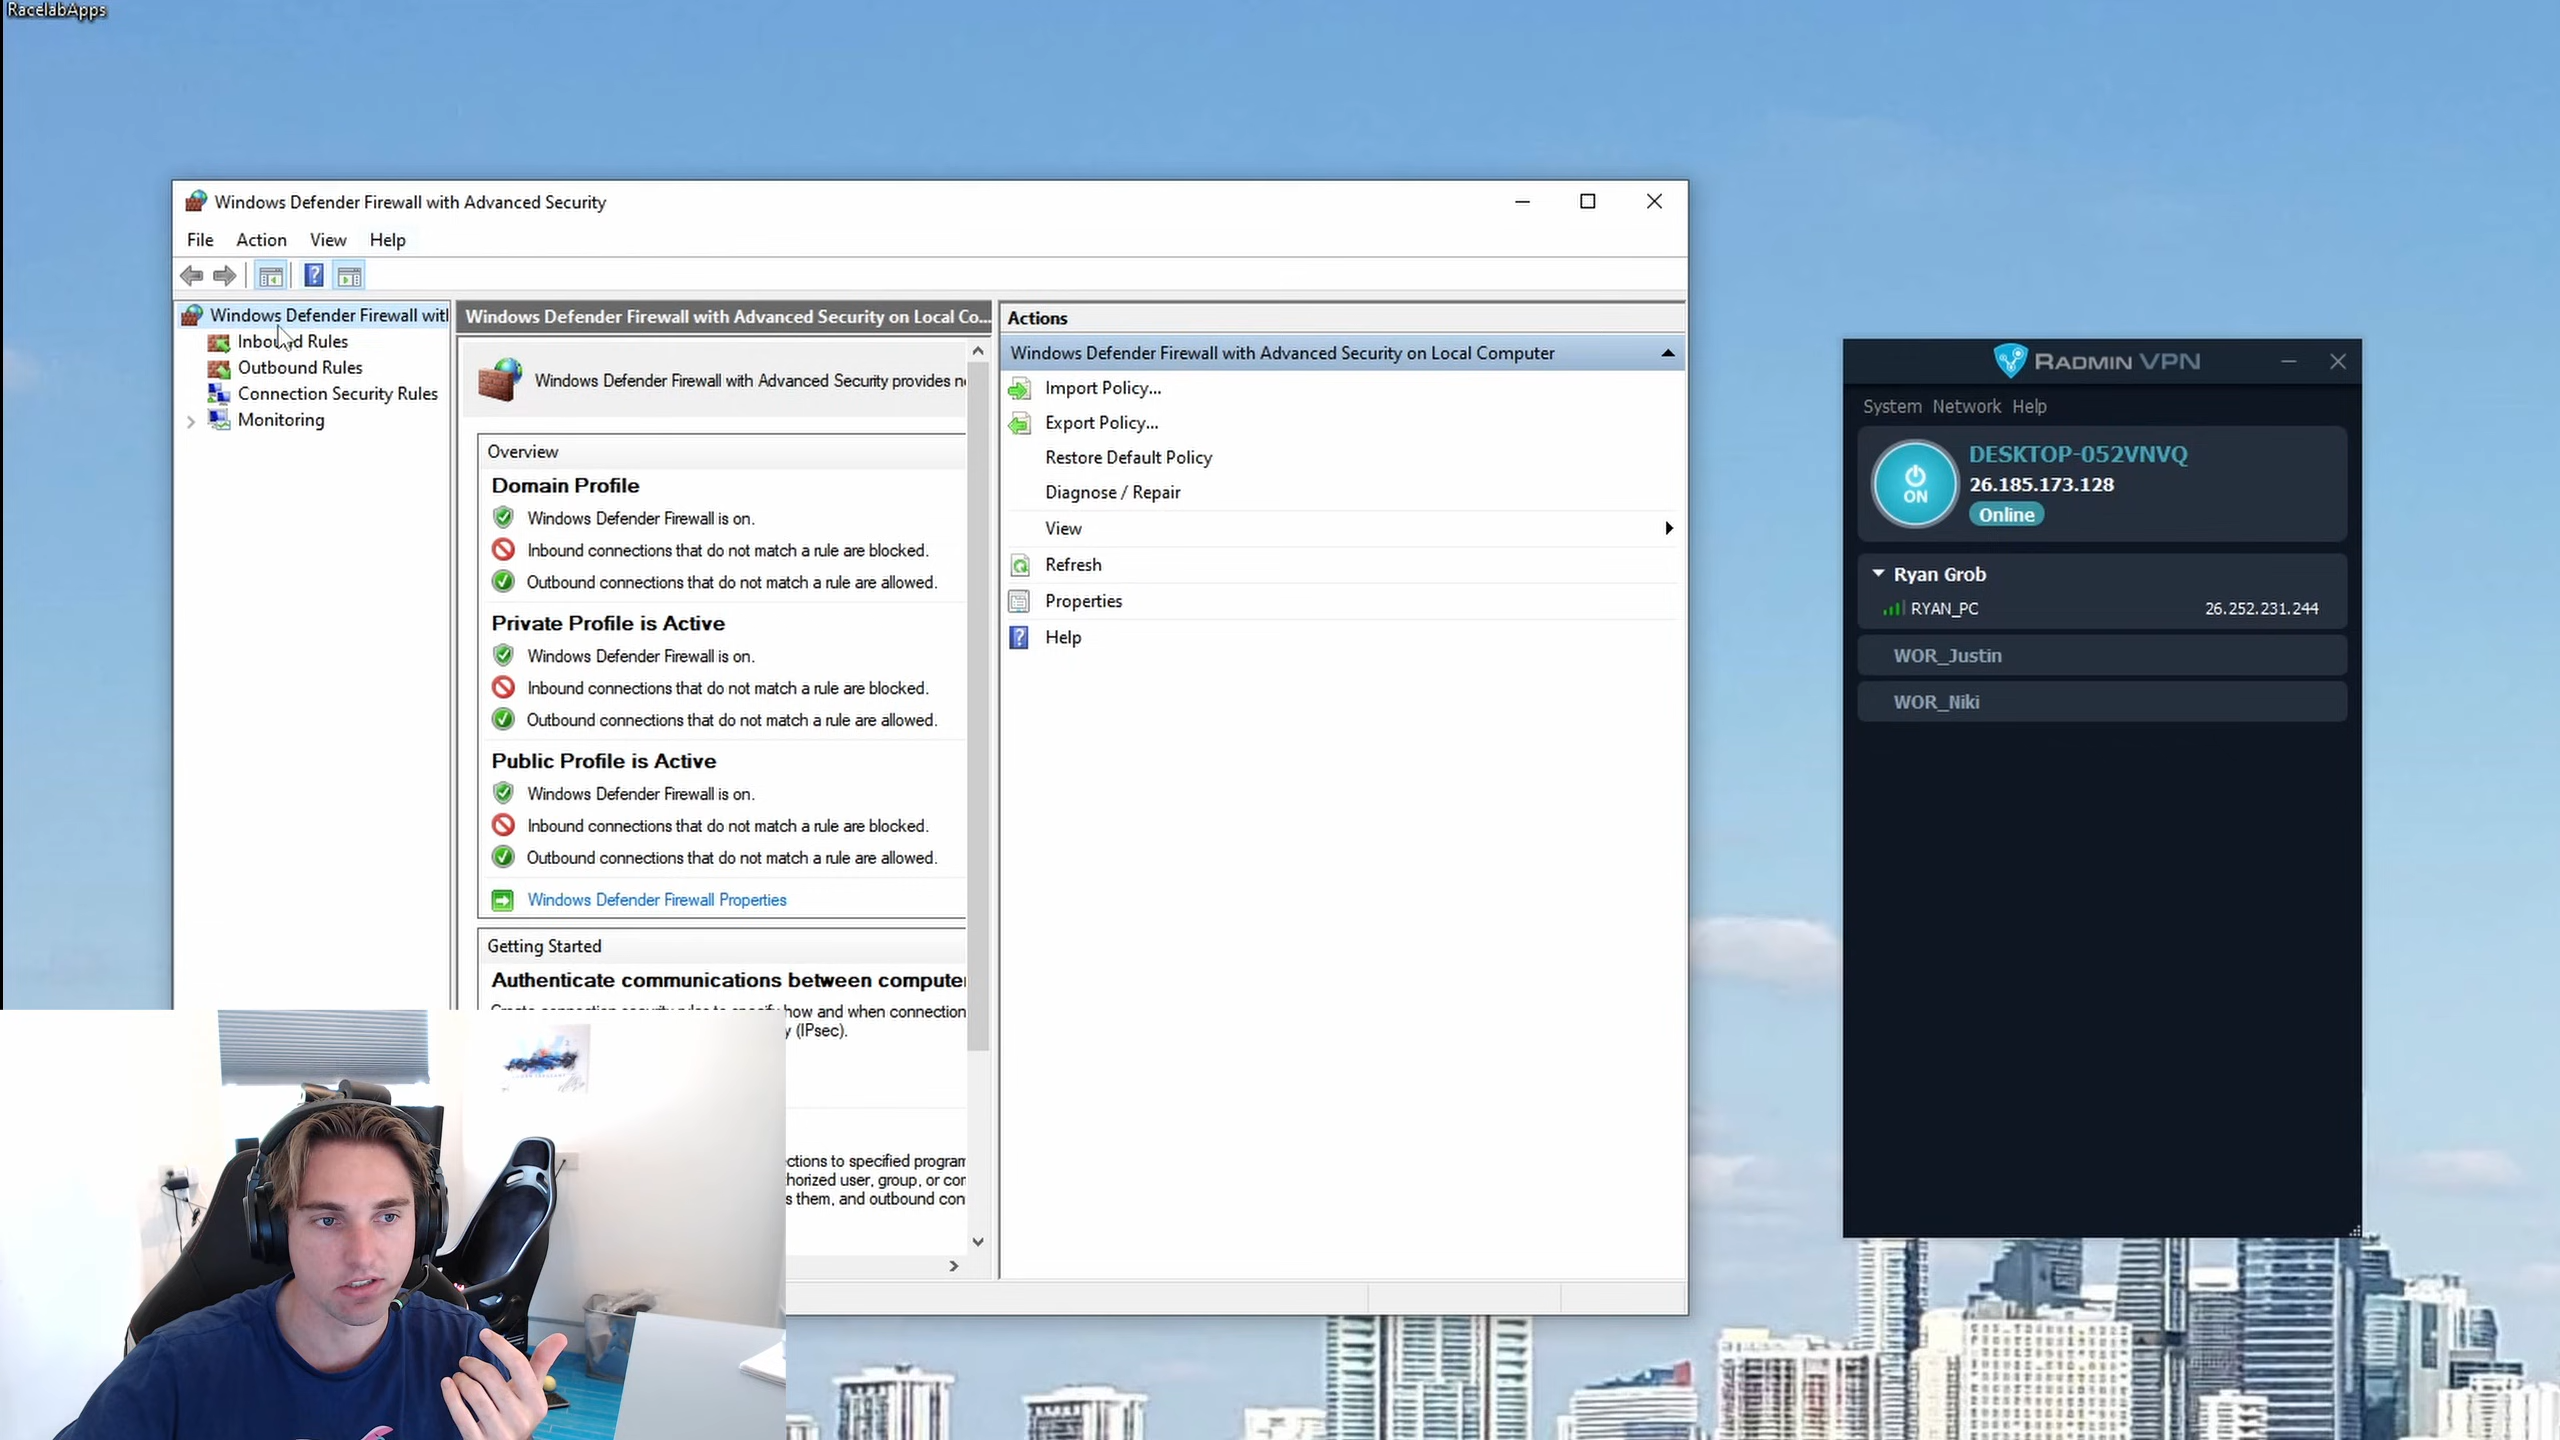 RacelabApps
Windows Defender Firewall with Advanced Security
File Action View Help
Windows Defender Firewall wit
Inbound Rules
Outbound Rules
Connection Security Rules
Monitoring
Windows Defender Firewall with Advanced Security on Local Co...
Windows Defender Firewall with Advanced Security provides
Overview
Domain Profile
Windows Defender Firewall is on.
Inbound connections that do not match a rule are blocked.
Outbound connections that do not match a rule are allowed.
Private Profile is Active
Windows Defender Firewall is on.
Inbound connections that do not match a rule are blocked.
Outbound connections that do not match a rule are allowed.
Public Profile is Active
Windows Defender Firewall is on.
Inbound connections that do not match a rule are blocked.
Outbound connections that do not match a rule are allowed.
Windows Defender Firewall Properties
Getting Started
Authenticate communications between compute
how and when connection
y (IPsec).
ctions to specified progran
horized user, group, or con
s them, and outbound con
Actions
Windows Defender Firewall with Advanced Security on Local Computer
Import Policy...
Export Policy...
Restore Default Policy
Diagnose / Repair
View
Refresh
Properties
Help
RADMIN VPN
System Network Help
ON
DESKTOP-052VNVQ
26.185.173.128
Online
Ryan Grob
RYAN_PC 26.252.231.244
WOR_Justin
WOR_Niki